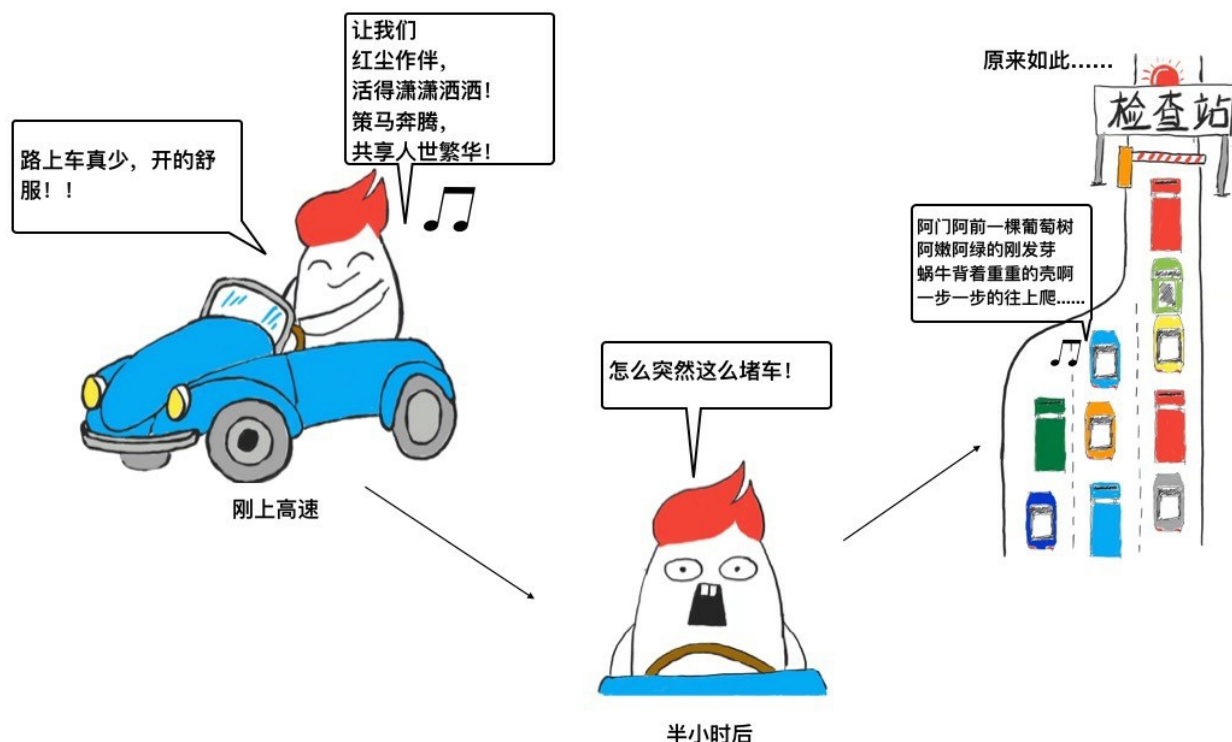 路上车真少，开的舒
服！！
让我们
红尘作伴，
活得潇潇洒洒！
策马奔腾，
共享人世繁华！
刚上高速
怎么突然这么堵车！
半小时后
原来如此……
检查站
阿门阿前一棵葡萄树
阿嫩阿绿的刚发芽
蜗牛背着重重的壳啊
一步一步的往上爬……